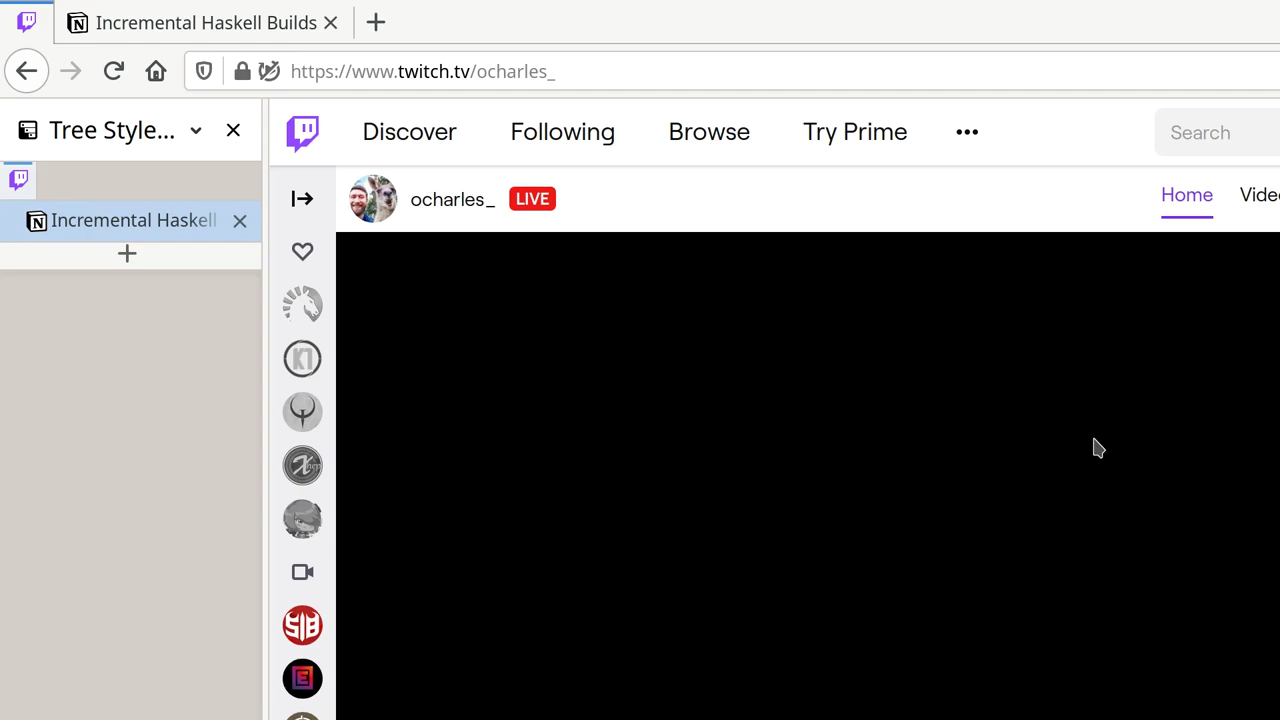 Incremental Haskell Builds
https://www.twitch.tv/ocharles_
Tree Style...
Discover
Following
Browse
Try Prime
Search
Incremental Haskell
ocharles_
LIVE
Home
Vide